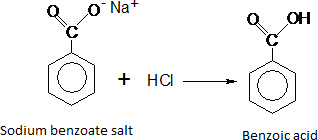 O O⁻ Na⁺
C
+ HCl
Sodium benzoate salt
O OH
C
Benzoic acid